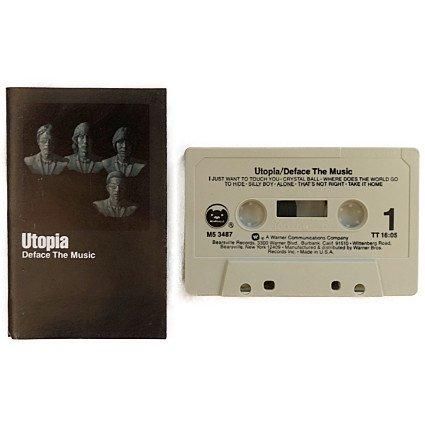 Utopia
Deface The Music
Utopia/Deface The Music
I JUST WANT TO TOUCH YOU · CRYSTAL BALL · WHERE DOES THE WORLD GO
TO HIDE · SILLY BOY · ALONE · THAT'S NOT RIGHT · TAKE IT HOME
M5 3487
1
TT 16:05
A Warner Communications Company
Bearsville Records, 3300 Warner Blvd., Burbank, Calif. 91510 · Wittenberg Road,
Bearsville, New York 12409 · Manufactured & distributed by Warner Bros.
Records Inc. · Made in U.S.A.